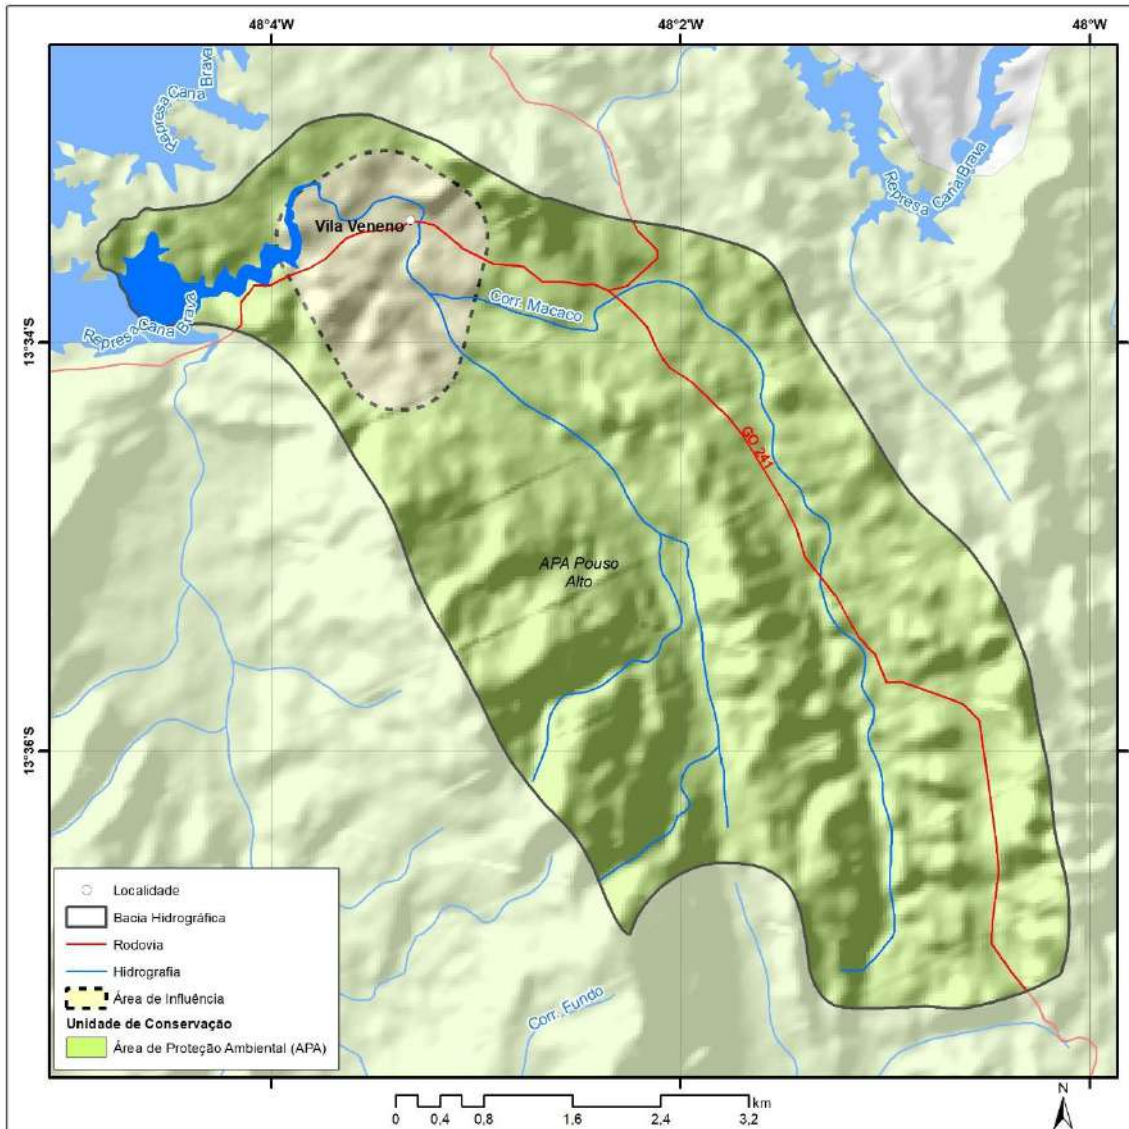 48°4'W
48°2'W
48°W
Represa Cana Brava
Represa Cana Brava
Vila Veneno
Corr. Macaco
Represa Cana Brava
13°34'S
GO 241
APA Pouso
Alto
13°36'S
Corr. Fundo
Localidade
Bacia Hidrográfica
Rodovia
Hidrografia
Área de Influência
Unidade de Conservação
Área de Proteção Ambiental (APA)
N
km
0 0,4 0,8 1,6 2,4 3,2